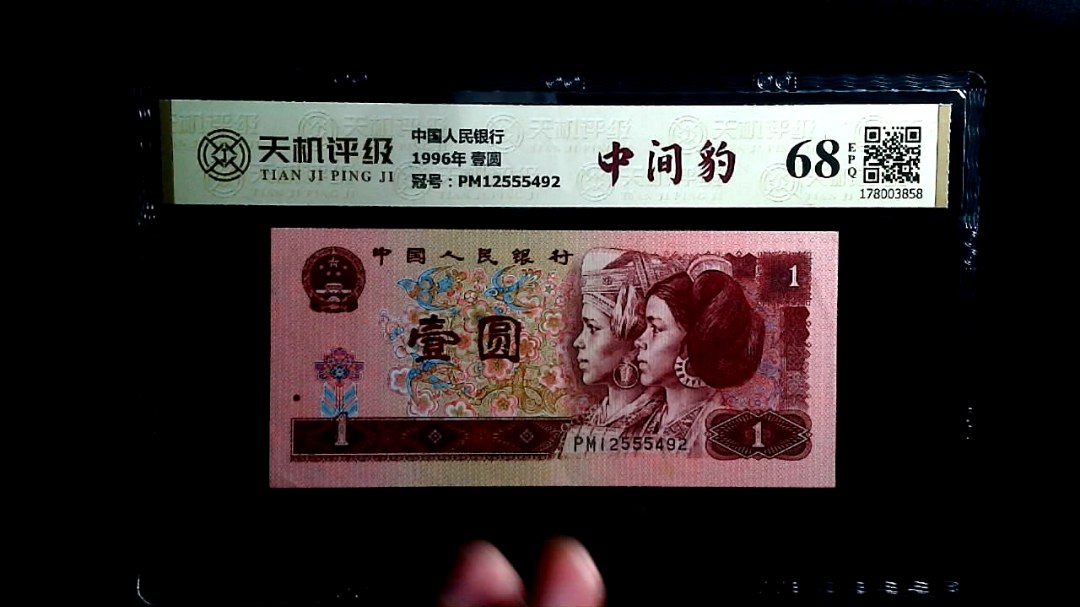 天机评级
TIAN JI PING JI
中国人民银行
1996年 壹圆
冠号：PM12555492
中间豹
68
EPQ
178003858
中国人民银行
1
壹圆
1
PM12555492
1